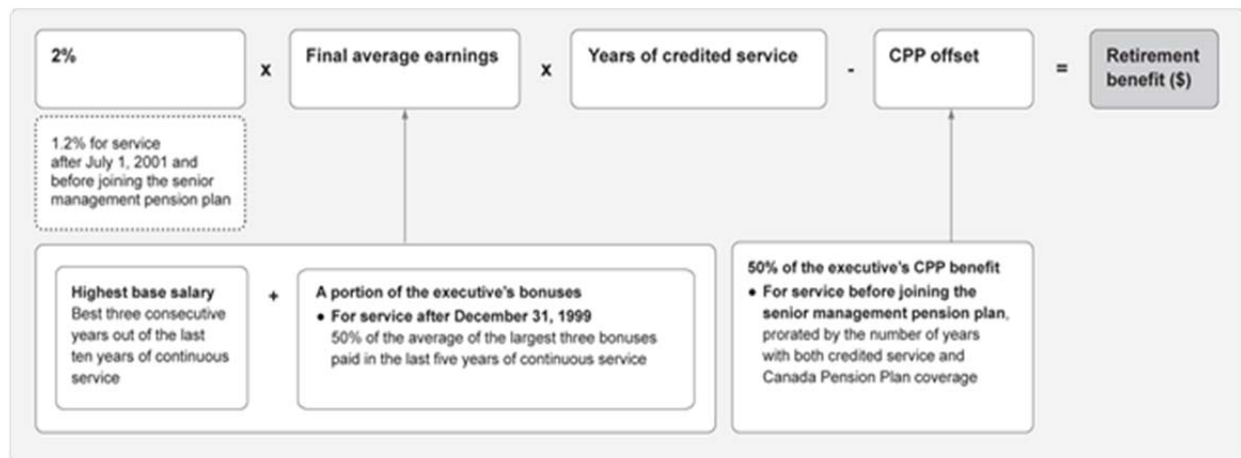 2%
x
Final average earnings
x
Years of credited service
-
CPP offset
=
Retirement
benefit ($)
1.2% for service
after July 1, 2001 and
before joining the senior
management pension plan
Highest base salary
Best three consecutive
years out of the last
ten years of continuous
service
+
A portion of the executive's bonuses
• For service after December 31, 1999
50% of the average of the largest three bonuses
paid in the last five years of continuous service
50% of the executive's CPP benefit
• For service before joining the
senior management pension plan,
prorated by the number of years
with both credited service and
Canada Pension Plan coverage